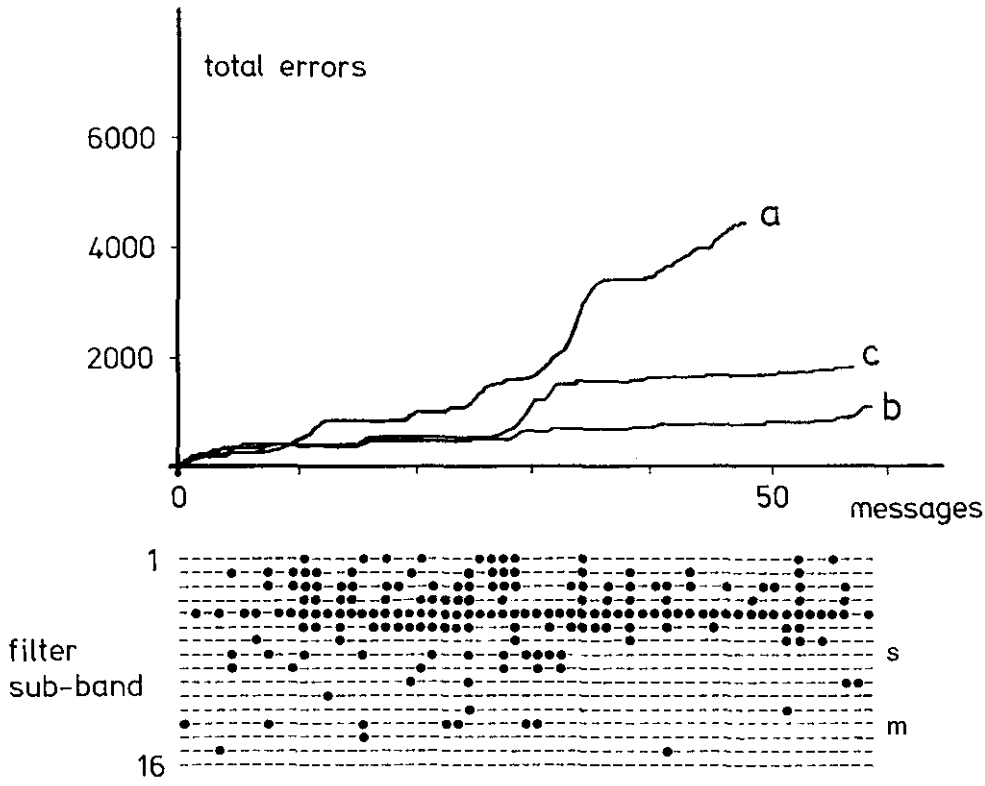 total errors
6000
4000
2000
a
c
b
0
50
messages
1
filter
sub-band
s
m
16